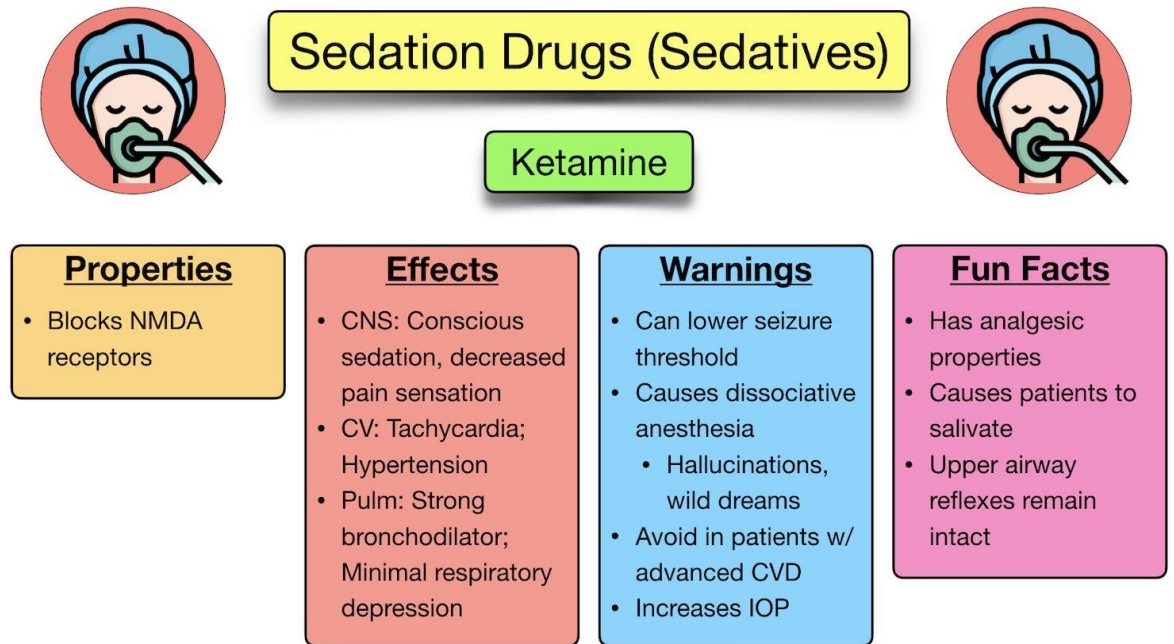 Sedation Drugs (Sedatives)
Ketamine
Properties
• Blocks NMDA
receptors
Effects
• CNS: Conscious
sedation, decreased
pain sensation
• CV: Tachycardia;
Hypertension
• Pulm: Strong
bronchodilator;
Minimal respiratory
depression
Warnings
• Can lower seizure
threshold
• Causes dissociative
anesthesia
• Hallucinations,
wild dreams
• Avoid in patients w/
advanced CVD
• Increases IOP
Fun Facts
• Has analgesic
properties
• Causes patients to
salivate
• Upper airway
reflexes remain
intact